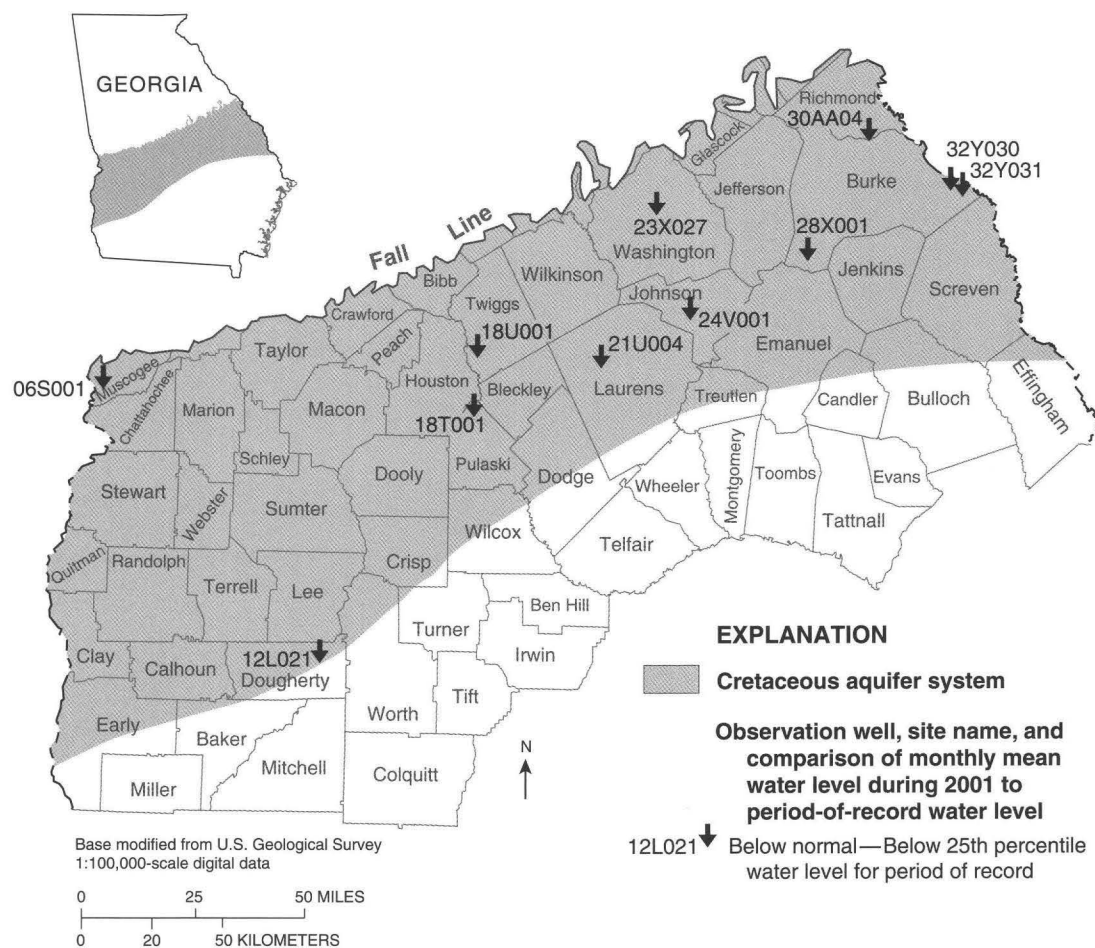 GEORGIA
Fall Line
Richmond
30AA04
Glascock
32Y030
32Y031
Jefferson
Burke
23X027
Washington
28X001
Jenkins
Screven
Wilkinson
Bibb
Twiggs
Johnson
24V001
Emanuel
Crawford
Peach
18U001
21U004
Laurens
Taylor
Houston
Bleckley
Treutlen
Candler
Bulloch
Effingham
06S001
Muscogee
Chattahoochee
Marion
Macon
18T001
Schley
Dooly
Pulaski
Dodge
Wheeler
Montgomery
Toombs
Evans
Tattnall
Stewart
Webster
Sumter
Wilcox
Telfair
Quitman
Randolph
Terrell
Lee
Crisp
Ben Hill
Turner
Irwin
Clay
Calhoun
12L021
Dougherty
Tift
Worth
Early
Baker
Mitchell
Colquitt
Miller
N
EXPLANATION
Cretaceous aquifer system
Observation well, site name, and
comparison of monthly mean
water level during 2001 to
period-of-record water level
12L021 Below normal—Below 25th percentile
water level for period of record
Base modified from U.S. Geological Survey
1:100,000-scale digital data
0 25 50 MILES
0 20 50 KILOMETERS